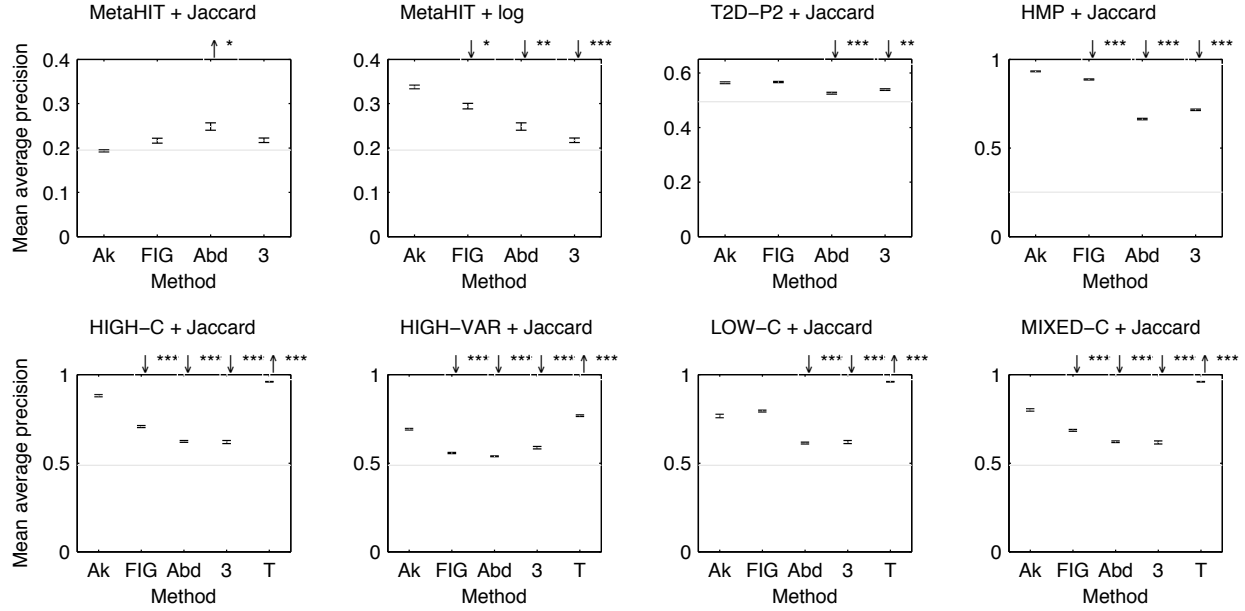 MetaHIT + Jaccard
*
Mean average precision
0.4
0.3
0.2
0.1
0
Ak FIG Abd 3
Method
MetaHIT + log
* ** ***
0.4
0.3
0.2
0.1
0
Ak FIG Abd 3
Method
T2D−P2 + Jaccard
*** **
0.6
0.4
0.2
0
Ak FIG Abd 3
Method
HMP + Jaccard
*** *** ***
1
0.5
0
Ak FIG Abd 3
Method
HIGH−C + Jaccard
*** *** *** ***
Mean average precision
1
0.5
0
Ak FIG Abd 3 T
Method
HIGH−VAR + Jaccard
*** *** *** ***
1
0.5
0
Ak FIG Abd 3 T
Method
LOW−C + Jaccard
*** *** ***
1
0.5
0
Ak FIG Abd 3 T
Method
MIXED−C + Jaccard
*** *** *** ***
1
0.5
0
Ak FIG Abd 3 T
Method